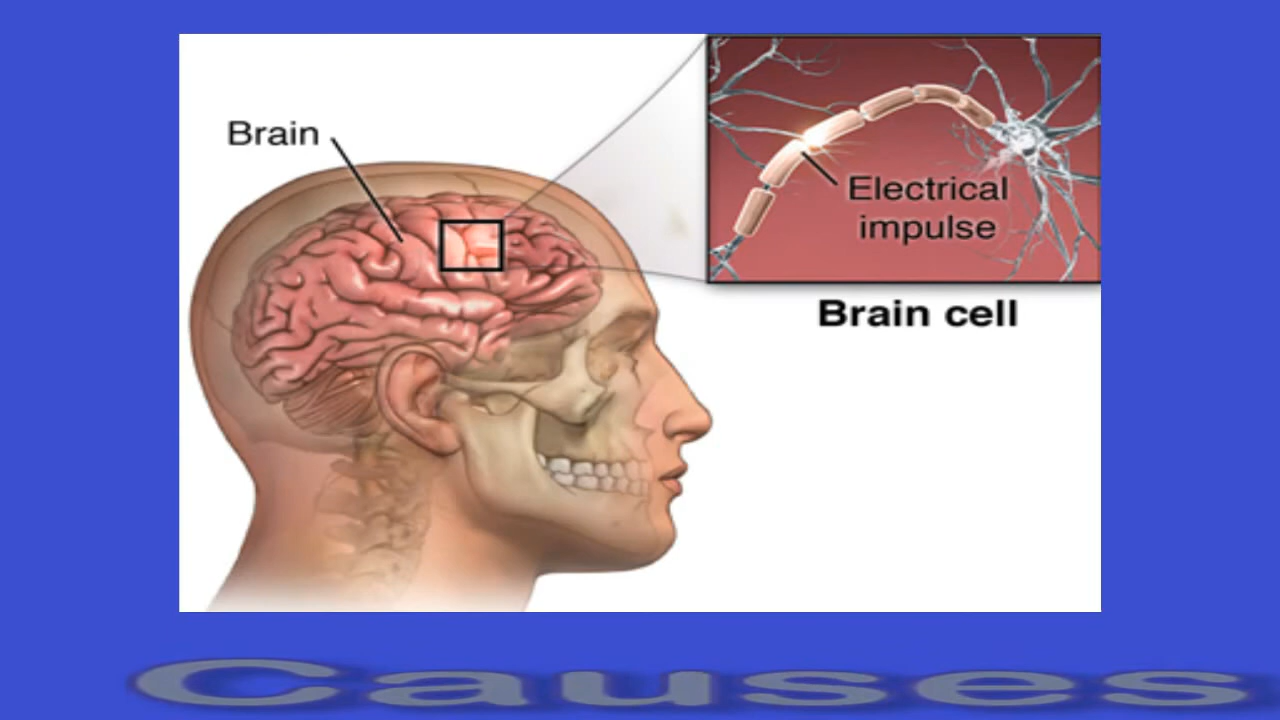 Brain
Electrical
impulse
Brain cell
Causes